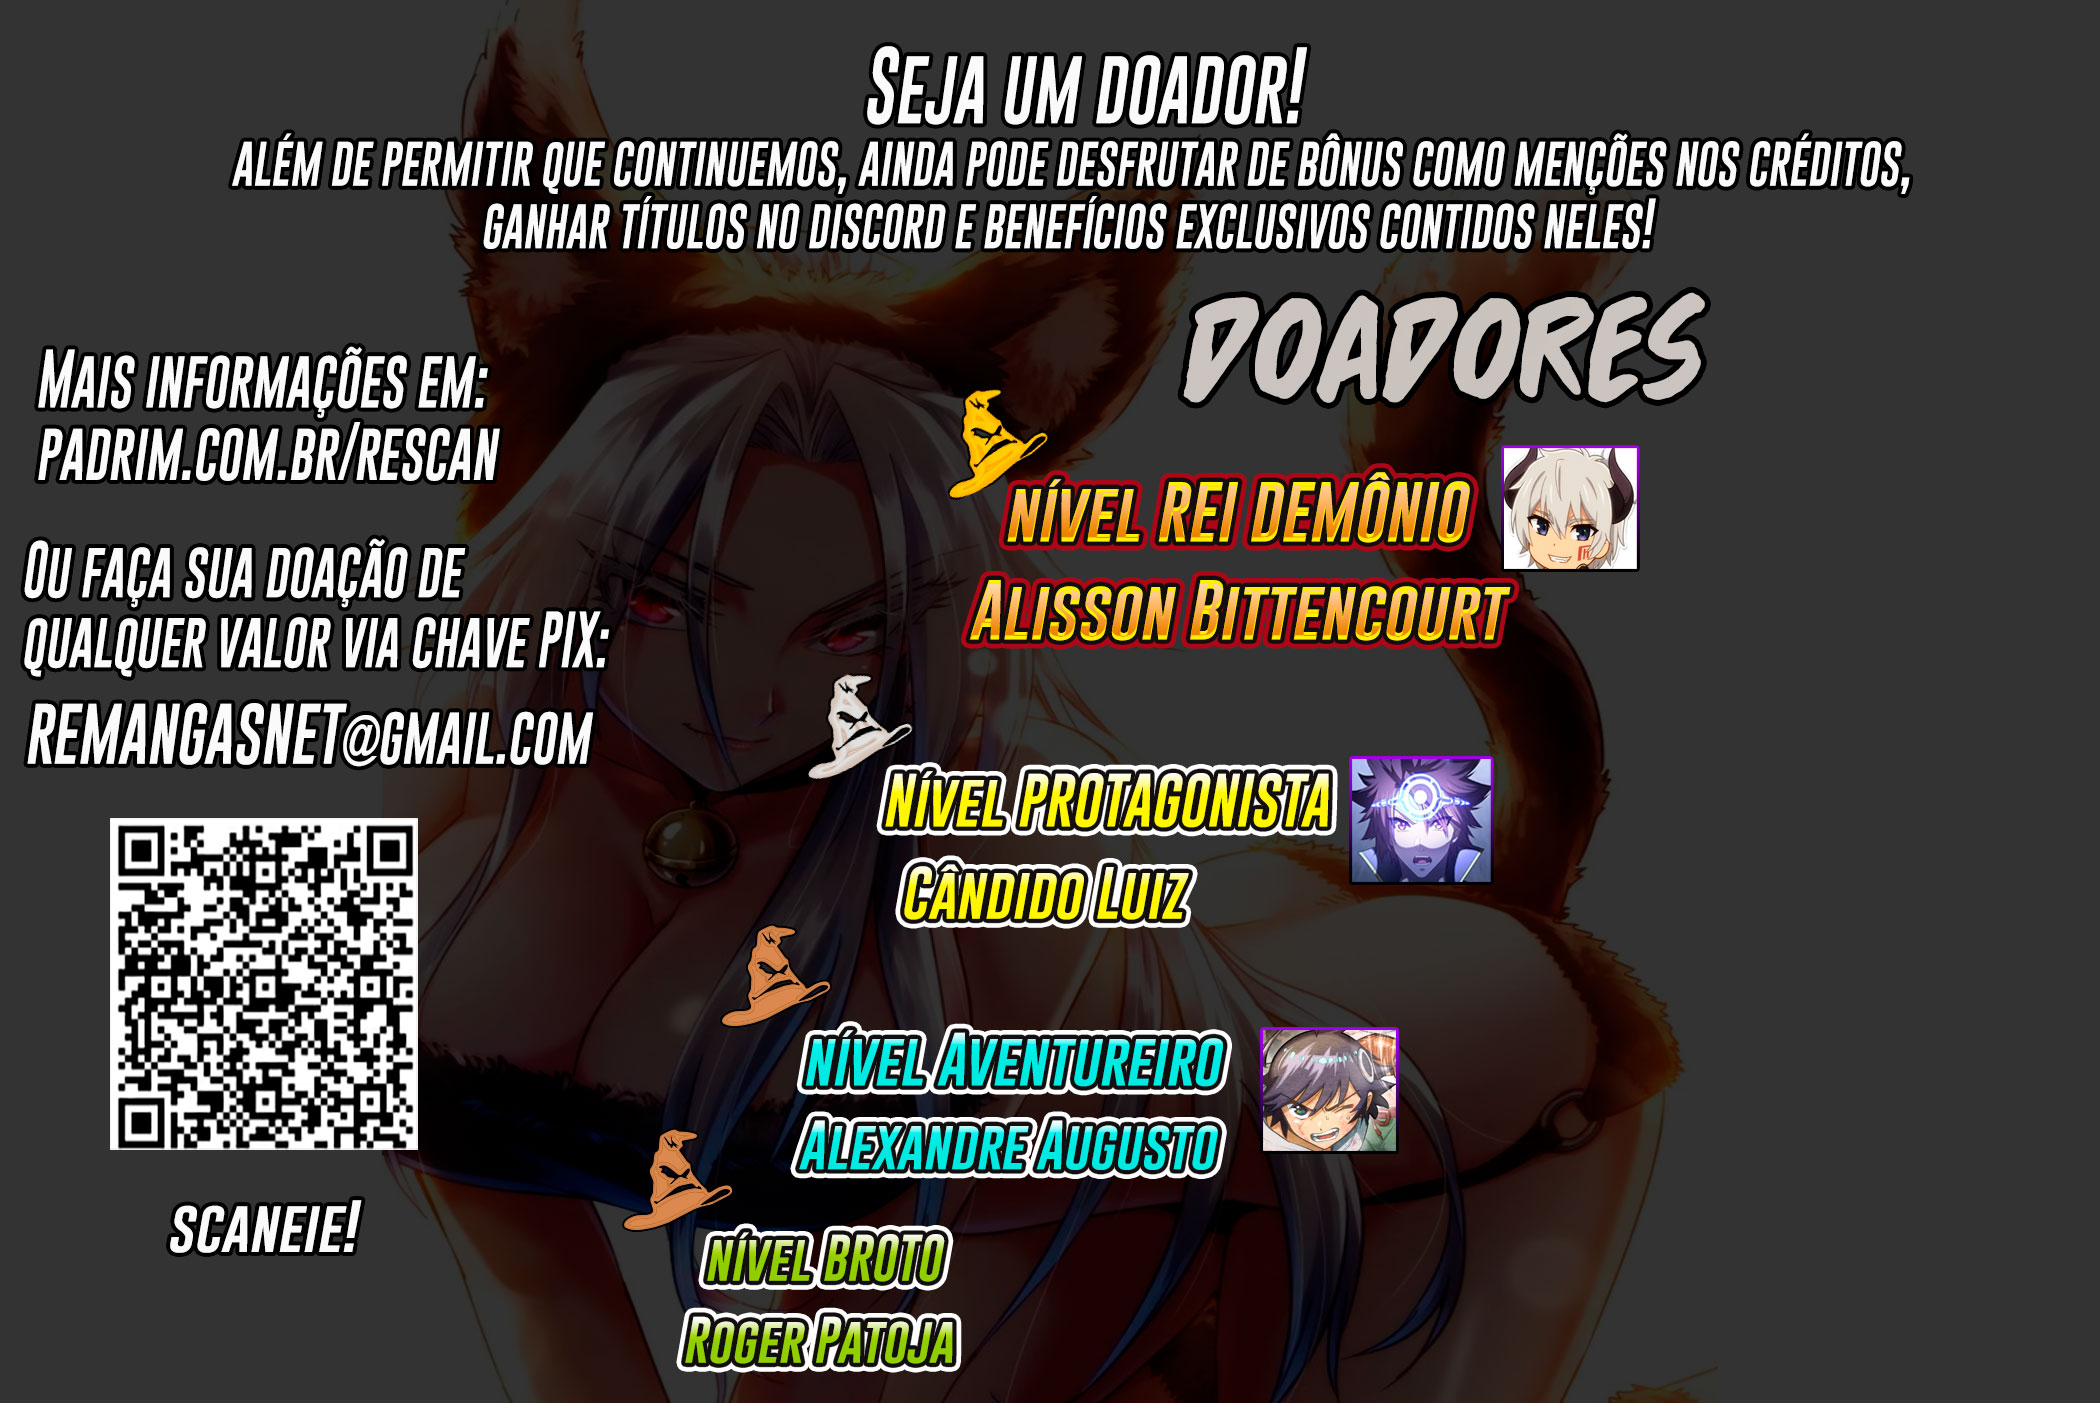 Seja um doador!
além de permitir que continuemos, ainda pode desfrutar de bônus como menções nos créditos,
ganhar títulos no discord e benefícios exclusivos contidos neles!
Mais informações em:
padrim.com.br/rescan
Ou faça sua doação de
qualquer valor via chave PIX:
REMANGASNET@gmail.com
scaneie!
DOADORES
nível REI DEMÔNIO
Alisson Bittencourt
Nível PROTAGONISTA
Cândido Luiz
nível Aventureiro
Alexandre Augusto
nível BROTO
Roger Patoja